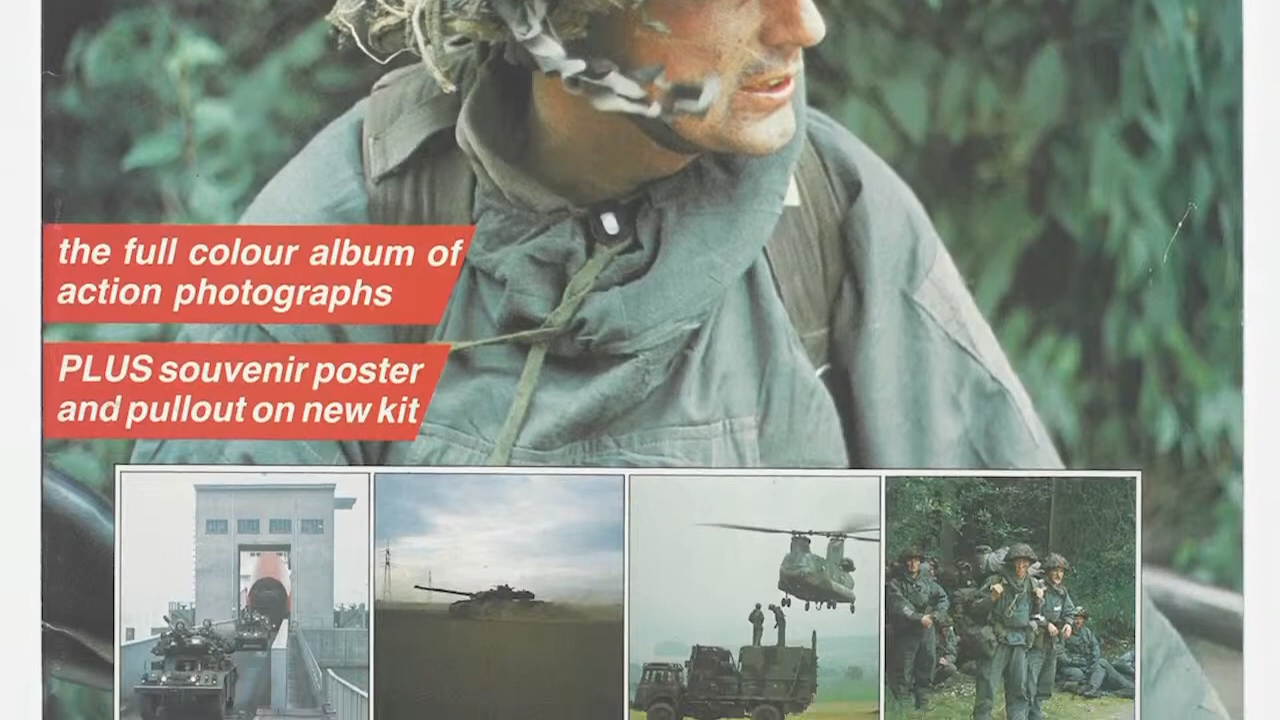 the full colour album of
action photographs
PLUS souvenir poster
and pullout on new kit